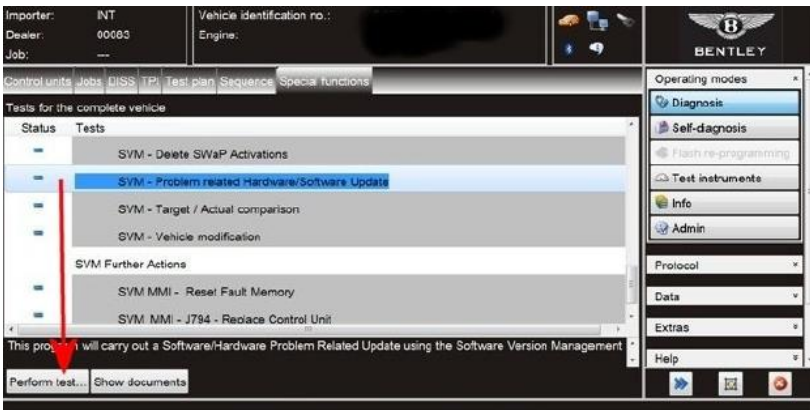 Importer: INT
Dealer: 00083
Job: ---
Vehicle identification no.:
Engine:
BENTLEY
Control units Jobs DISS TPI Test plan Sequence Special functions
Tests for the complete vehicle
Status Tests
SVM - Delete SWaP Activations
SVM - Problem related Hardware/Software Update
SVM - Target / Actual comparison
SVM - Vehicle modification
SVM Further Actions
SVM MMI - Reset Fault Memory
SVM MMI - J794 - Replace Control Unit
This program will carry out a Software/Hardware Problem Related Update using the Software Version Management
Perform test... Show documents
Operating modes
Diagnosis
Self-diagnosis
Flash re-programming
Test instruments
Info
Admin
Protocol
Data
Extras
Help